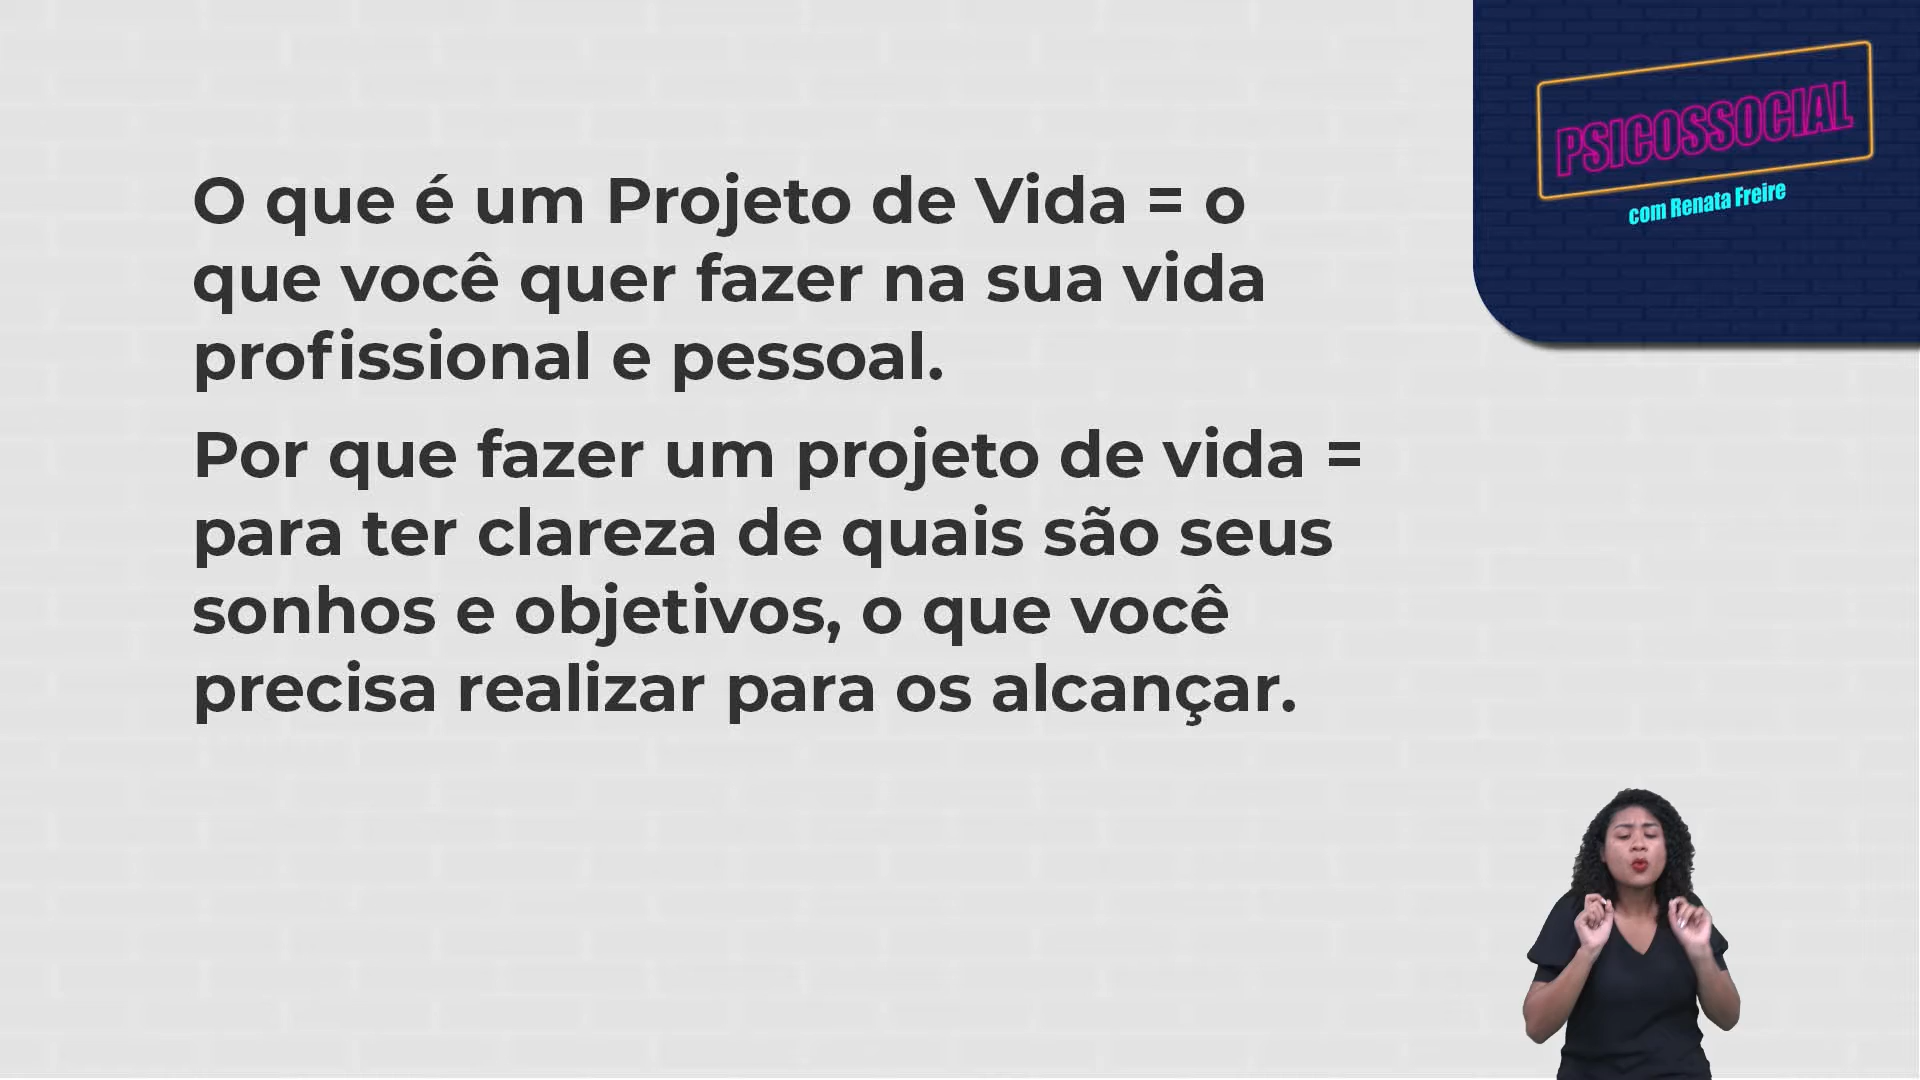 O que é um Projeto de Vida = o
que você quer fazer na sua vida
profissional e pessoal.
Por que fazer um projeto de vida =
para ter clareza de quais são seus
sonhos e objetivos, o que você
precisa realizar para os alcançar.
PSICOSSOCIAL
com Renata Freire